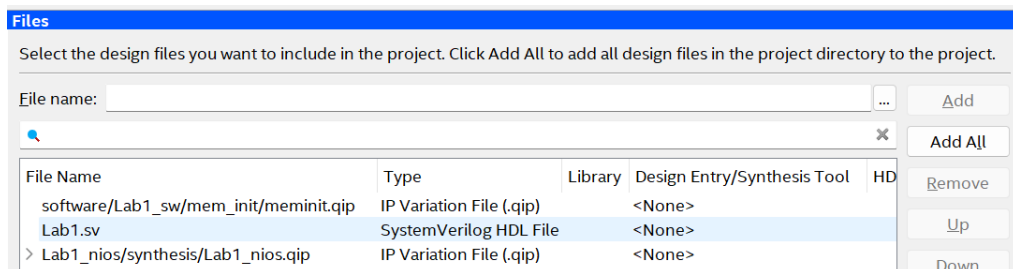 Files
Select the design files you want to include in the project. Click Add All to add all design files in the project directory to the project.
File name: ... Add
Add All
File Name Type Library Design Entry/Synthesis Tool HD
Remove
software/Lab1_sw/mem_init/meminit.qip IP Variation File (.qip) <None>
Lab1.sv SystemVerilog HDL File <None>
Up
Lab1_nios/synthesis/Lab1_nios.qip IP Variation File (.qip) <None>
Down